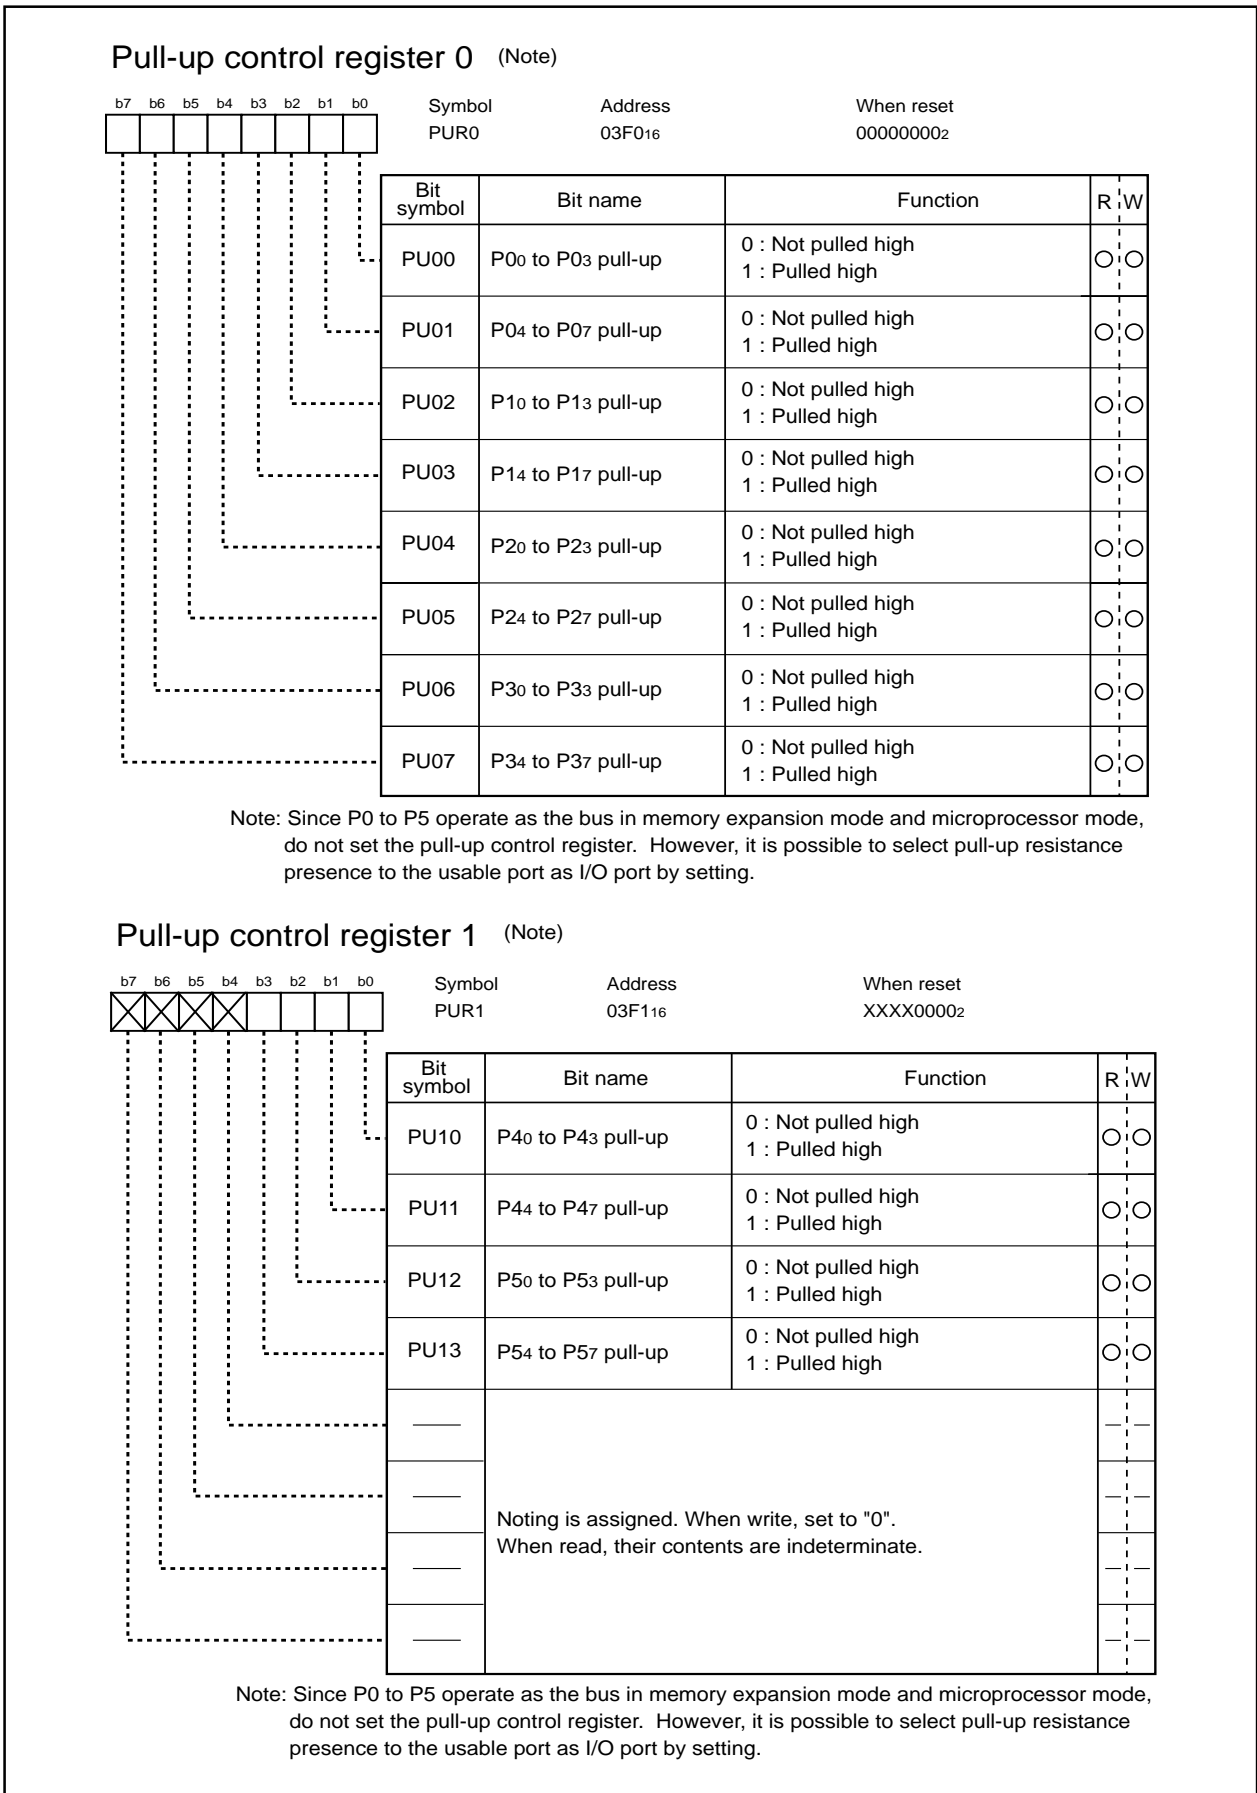 Pull-up control register 0 (Note)
b7 b6 b5 b4 b3 b2 b1 b0
Symbol Address When reset
PUR0 03F016 000000002
Bit symbol Bit name Function R W
PU00 P00 to P03 pull-up 0 : Not pulled high
1 : Pulled high
PU01 P04 to P07 pull-up 0 : Not pulled high
1 : Pulled high
PU02 P10 to P13 pull-up 0 : Not pulled high
1 : Pulled high
PU03 P14 to P17 pull-up 0 : Not pulled high
1 : Pulled high
PU04 P20 to P23 pull-up 0 : Not pulled high
1 : Pulled high
PU05 P24 to P27 pull-up 0 : Not pulled high
1 : Pulled high
PU06 P30 to P33 pull-up 0 : Not pulled high
1 : Pulled high
PU07 P34 to P37 pull-up 0 : Not pulled high
1 : Pulled high
Note: Since P0 to P5 operate as the bus in memory expansion mode and microprocessor mode,
do not set the pull-up control register. However, it is possible to select pull-up resistance
presence to the usable port as I/O port by setting.
Pull-up control register 1 (Note)
b7 b6 b5 b4 b3 b2 b1 b0
Symbol Address When reset
PUR1 03F116 XXXX00002
Bit symbol Bit name Function R W
PU10 P40 to P43 pull-up 0 : Not pulled high
1 : Pulled high
PU11 P44 to P47 pull-up 0 : Not pulled high
1 : Pulled high
PU12 P50 to P53 pull-up 0 : Not pulled high
1 : Pulled high
PU13 P54 to P57 pull-up 0 : Not pulled high
1 : Pulled high
Noting is assigned. When write, set to "0".
When read, their contents are indeterminate.
Note: Since P0 to P5 operate as the bus in memory expansion mode and microprocessor mode,
do not set the pull-up control register. However, it is possible to select pull-up resistance
presence to the usable port as I/O port by setting.